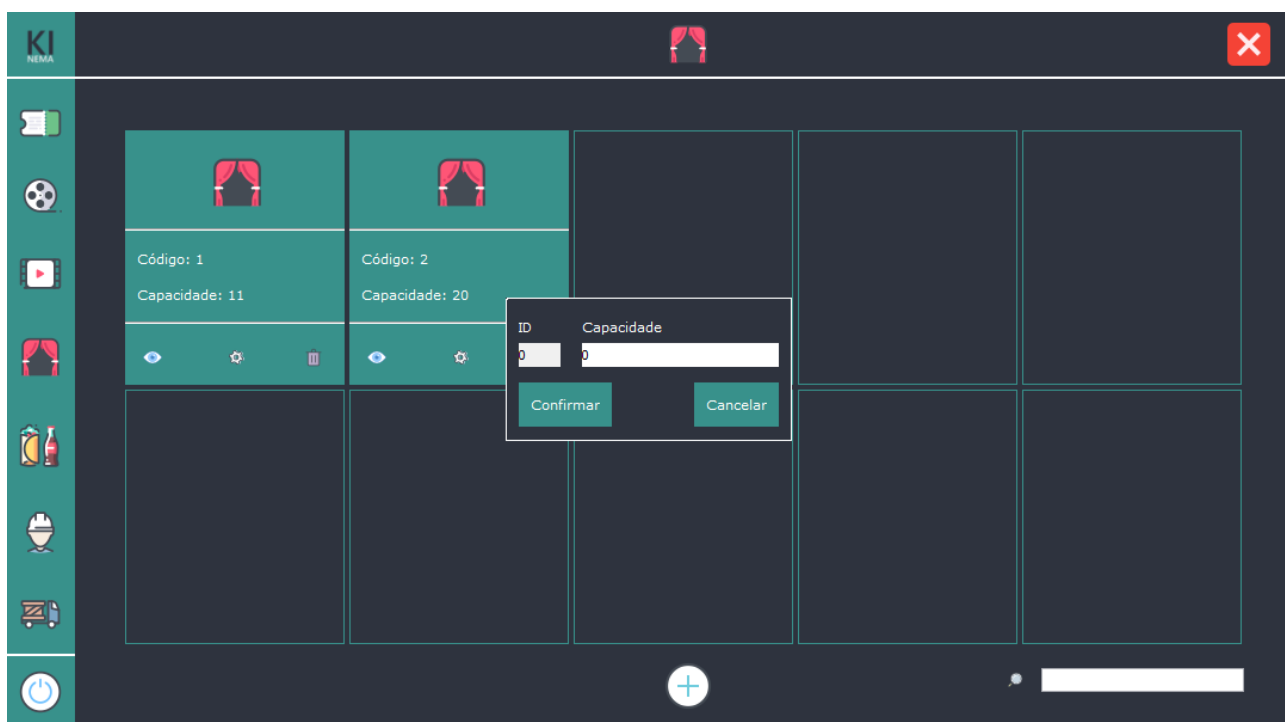 KI
NEMA
Código: 1
Capacidade: 11
Código: 2
Capacidade: 20
ID
Capacidade
0
0
Confirmar
Cancelar